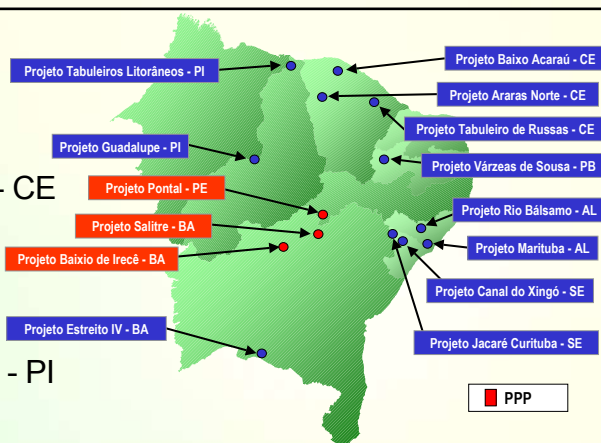 Projeto Baixo Acaraú - CE
Projeto Tabuleiros Litorâneos - PI
Projeto Araras Norte - CE
Projeto Tabuleiro de Russas - CE
Projeto Guadalupe - PI
Projeto Várzeas de Sousa - PB
- CE
Projeto Pontal - PE
Projeto Rio Bálsamo - AL
Projeto Salitre - BA
Projeto Marituba - AL
Projeto Baixio de Irecê - BA
Projeto Canal do Xingó - SE
Projeto Estreito IV - BA
Projeto Jacaré Curituba - SE
- PI
PPP